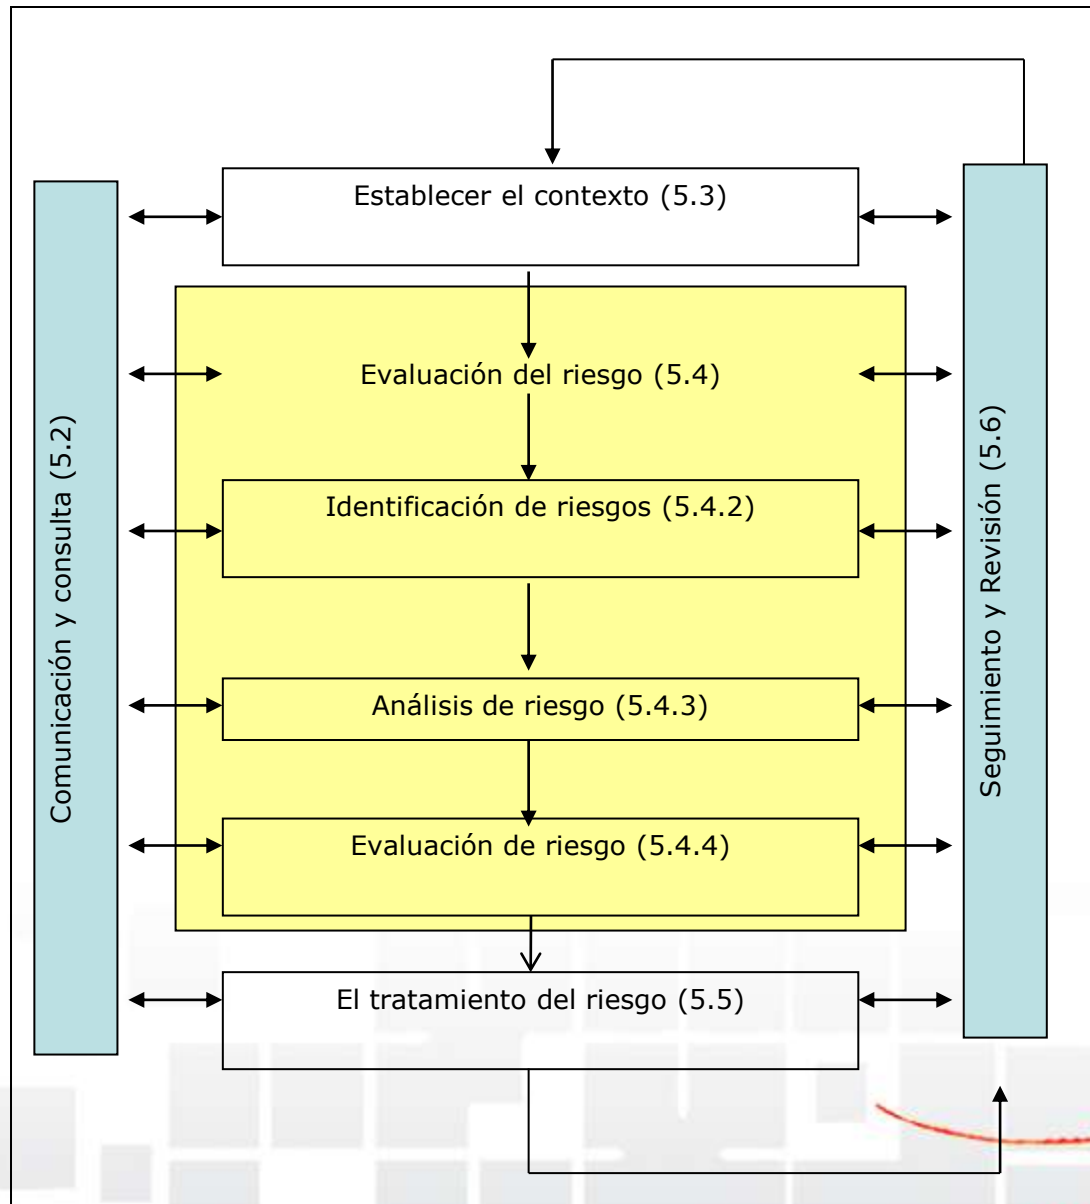 Establecer el contexto (5.3)
Evaluación del riesgo (5.4)
Identificación de riesgos (5.4.2)
Análisis de riesgo (5.4.3)
Evaluación de riesgo (5.4.4)
El tratamiento del riesgo (5.5)
Comunicación y consulta (5.2)
Seguimiento y Revisión (5.6)